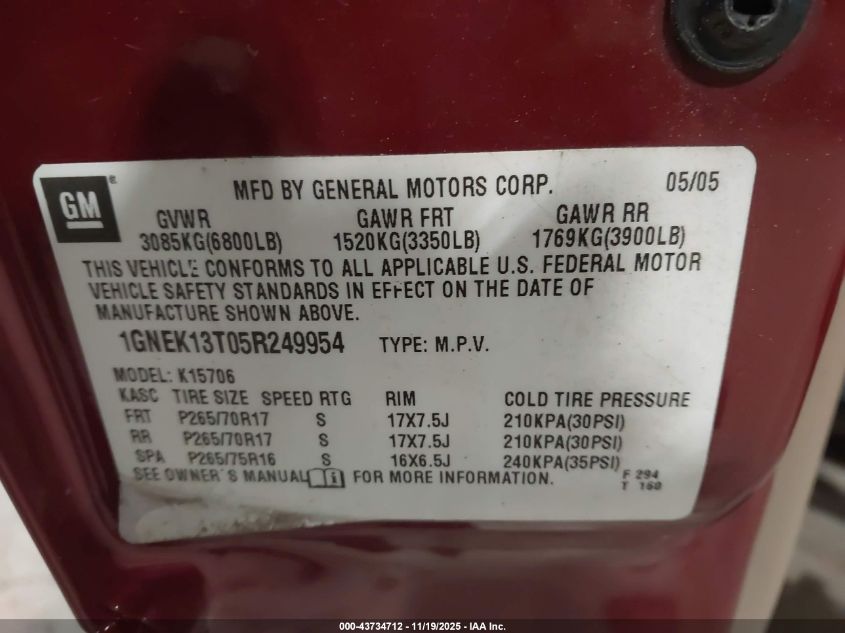 GM®
MFD BY GENERAL MOTORS CORP. 05/05
GVWR GAWR FRT GAWR RR
3085KG(6800LB) 1520KG(3350LB) 1769KG(3900LB)
THIS VEHICLE CONFORMS TO ALL APPLICABLE U.S. FEDERAL MOTOR
VEHICLE SAFETY STANDARDS IN EFFECT ON THE DATE OF
MANUFACTURE SHOWN ABOVE.
1GNEK13T05R249954 TYPE: M.P.V.
MODEL: K15706
KASC TIRE SIZE SPEED RTG RIM COLD TIRE PRESSURE
FRT P265/70R17 S 17X7.5J 210KPA(30PSI)
RR P265/70R17 S 17X7.5J 210KPA(30PSI)
SPA P265/75R16 S 16X6.5J 240KPA(35PSI)
SEE OWNER'S MANUAL i FOR MORE INFORMATION.
F 294
T 160
000-43734712 - 11/19/2025 - IAA Inc.